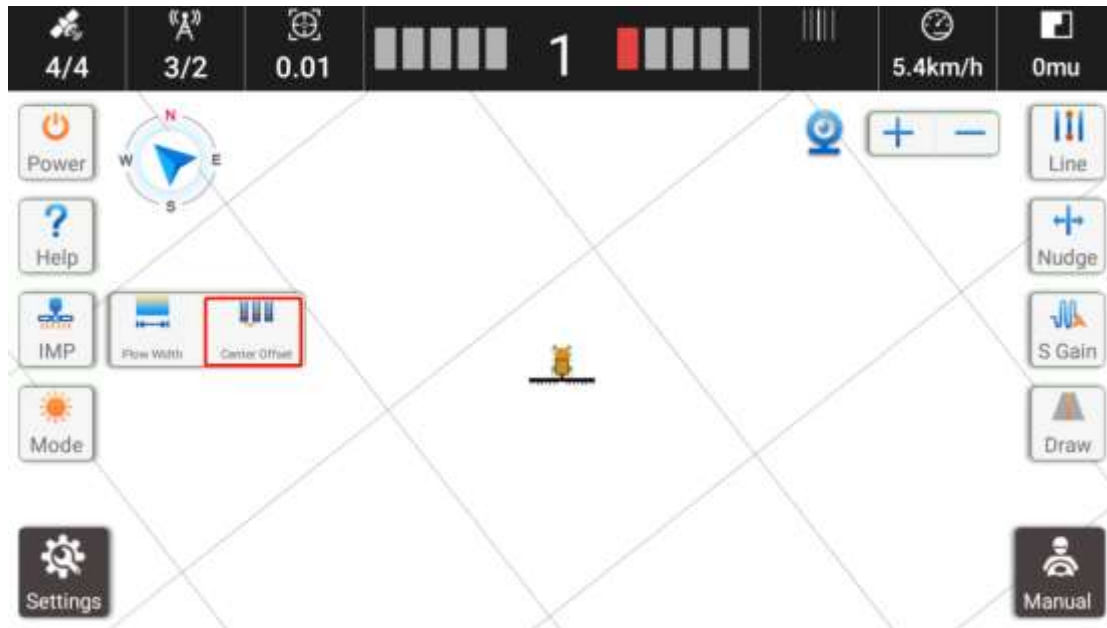 4/4
3/2
0.01
1
5.4km/h
0mu
Power
N
W
E
S
Line
Help
Nudge
IMP
Plow Width
Center Offset
S Gain
Mode
Draw
Settings
Manual